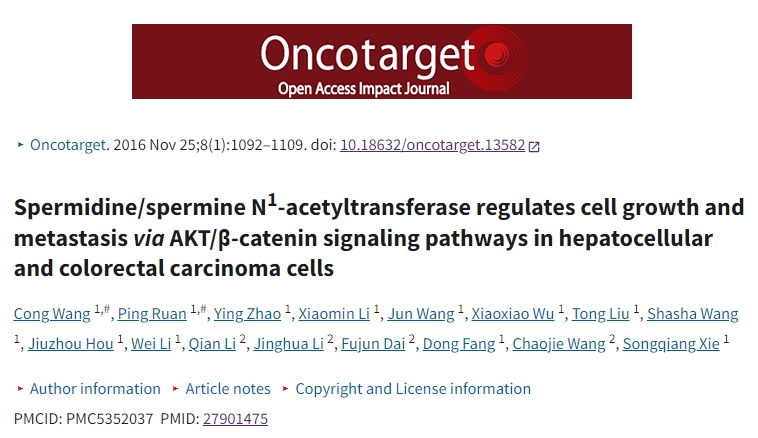 Oncotarget
Open Access Impact Journal
▸ Oncotarget. 2016 Nov 25;8(1):1092–1109. doi: 10.18632/oncotarget.13582
Spermidine/spermine N1-acetyltransferase regulates cell growth and
metastasis via AKT/β-catenin signaling pathways in hepatocellular
and colorectal carcinoma cells
Cong Wang 1,#, Ping Ruan 1,#, Ying Zhao 1, Xiaomin Li 1, Jun Wang 1, Xiaoxiao Wu 1, Tong Liu 1, Shasha Wang
1, Jiuzhou Hou 1, Wei Li 1, Qian Li 2, Jinghua Li 2, Fujun Dai 2, Dong Fang 1, Chaojie Wang 2, Songqiang Xie 1
▸ Author information ▸ Article notes ▸ Copyright and License information
PMCID: PMC5352037 PMID: 27901475